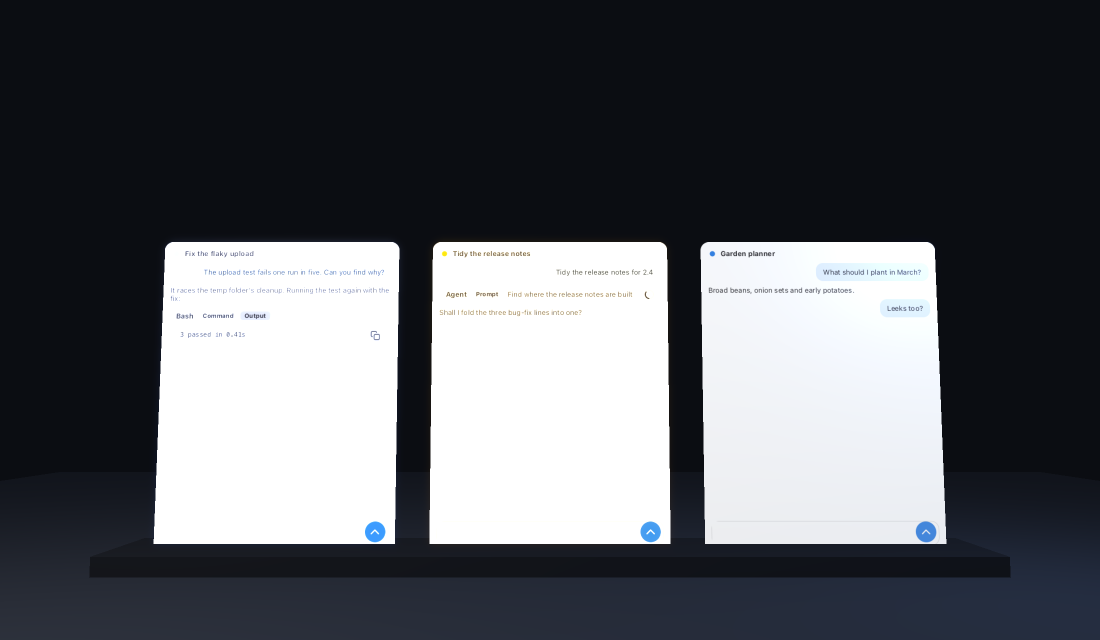 Fix the flaky upload
The upload test fails one run in five. Can you find why?
It races the temp folder's cleanup. Running the test again with the
fix:
Bash Command Output
3 passed in 0.41s
Tidy the release notes
Tidy the release notes for 2.4
Agent Prompt Find where the release notes are built
Shall I fold the three bug-fix lines into one?
Garden planner
What should I plant in March?
Broad beans, onion sets and early potatoes.
Leeks too?